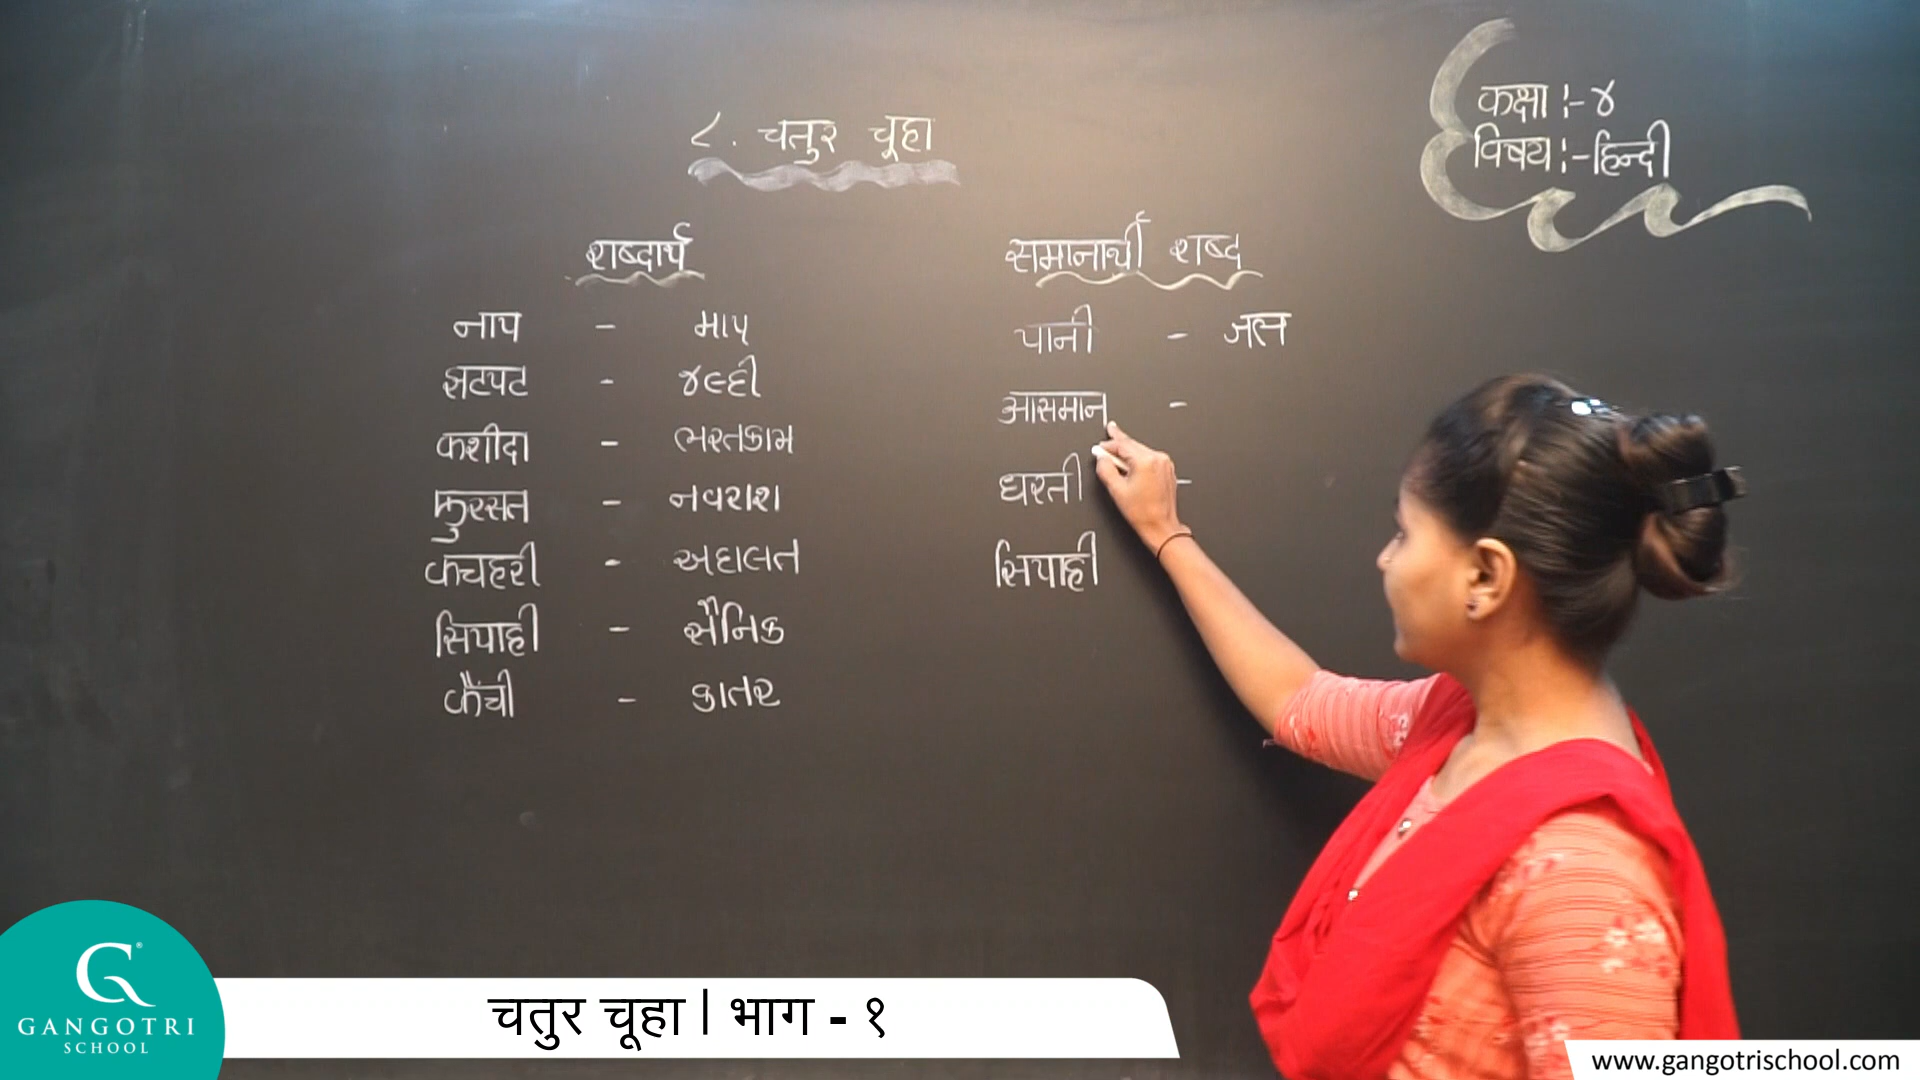 कक्षा :- ४
विषय :- हिन्दी
८. चतुर चूहा
शब्दार्थ
नाप - માપ
झटपट - જલ્દી
कशीदा - ભરતકામ
फुरसत - નવરાશ
कचहरी - અદાલત
सिपाही - સૈનિક
कैंची - કાતર
समानार्थी शब्द
पानी - जल
आसमान -
धरती -
सिपाही
GANGOTRI
SCHOOL
चतुर चूहा | भाग - १
www.gangotrischool.com